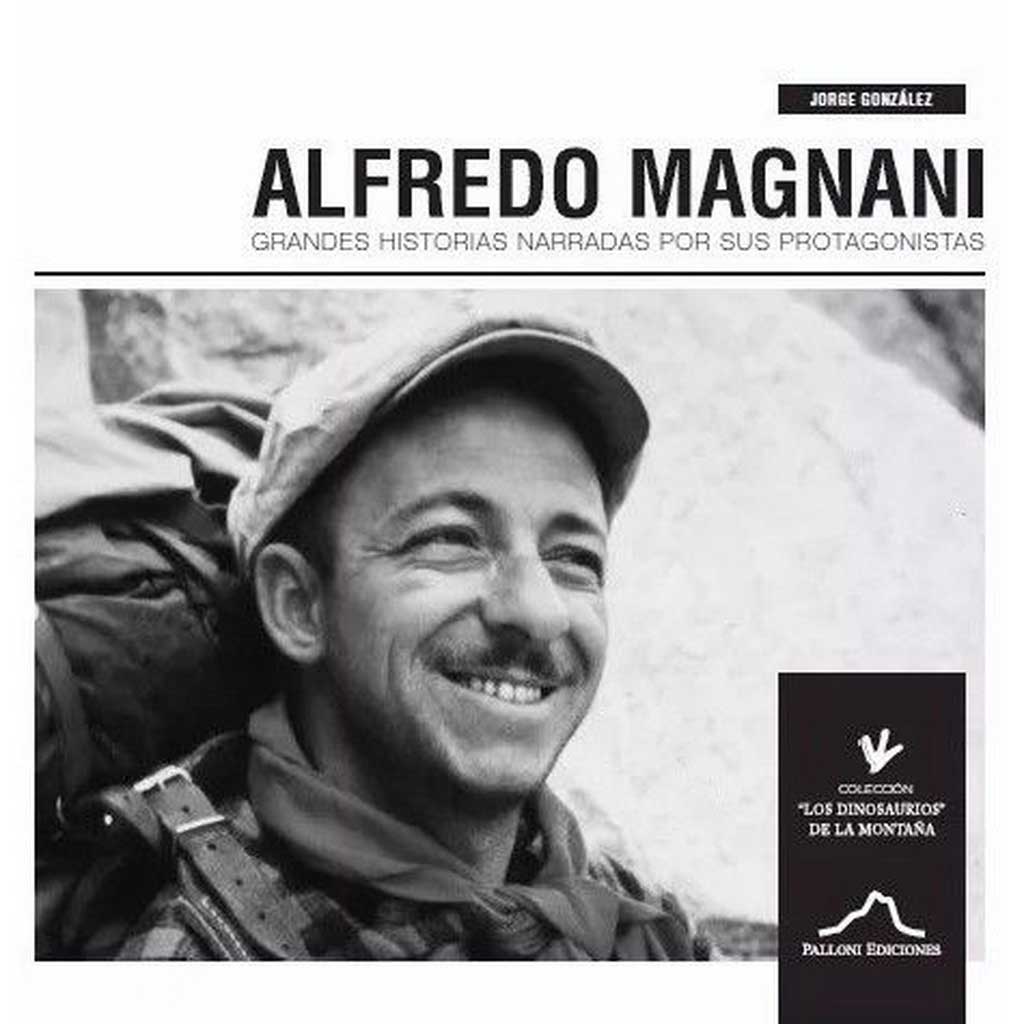 JORGE GONZÁLEZ
ALFREDO MAGNANI
GRANDES HISTORIAS NARRADAS POR SUS PROTAGONISTAS
COLECCIÓN
"LOS DINOSAURIOS"
DE LA MONTAÑA
PALLONI EDICIONES